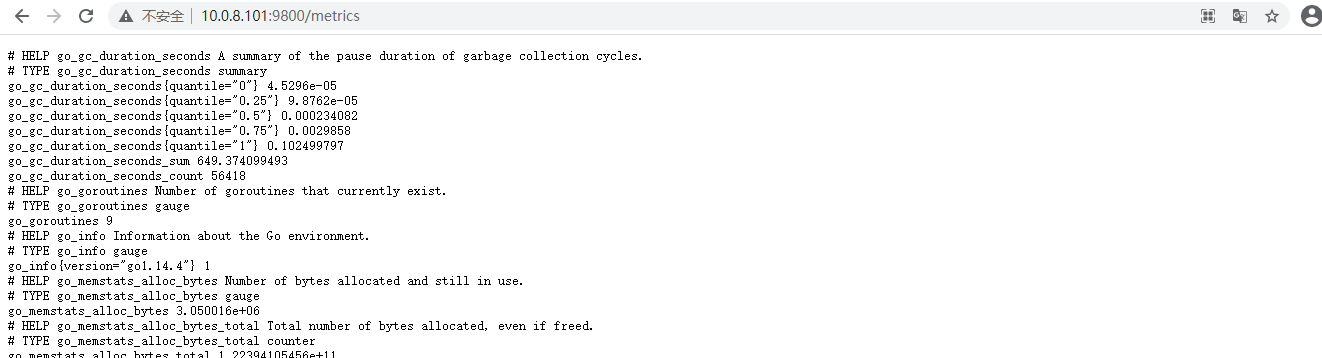 不安全 | 10.0.8.101:9800/metrics
# HELP go_gc_duration_seconds A summary of the pause duration of garbage collection cycles.
# TYPE go_gc_duration_seconds summary
go_gc_duration_seconds{quantile="0"} 4.5296e-05
go_gc_duration_seconds{quantile="0.25"} 9.8762e-05
go_gc_duration_seconds{quantile="0.5"} 0.000234082
go_gc_duration_seconds{quantile="0.75"} 0.0029858
go_gc_duration_seconds{quantile="1"} 0.102499797
go_gc_duration_seconds_sum 649.374099493
go_gc_duration_seconds_count 56418
# HELP go_goroutines Number of goroutines that currently exist.
# TYPE go_goroutines gauge
go_goroutines 9
# HELP go_info Information about the Go environment.
# TYPE go_info gauge
go_info{version="go1.14.4"} 1
# HELP go_memstats_alloc_bytes Number of bytes allocated and still in use.
# TYPE go_memstats_alloc_bytes gauge
go_memstats_alloc_bytes 3.050016e+06
# HELP go_memstats_alloc_bytes_total Total number of bytes allocated, even if freed.
# TYPE go_memstats_alloc_bytes_total counter
go_memstats_alloc_bytes_total 1.22394105456e+11